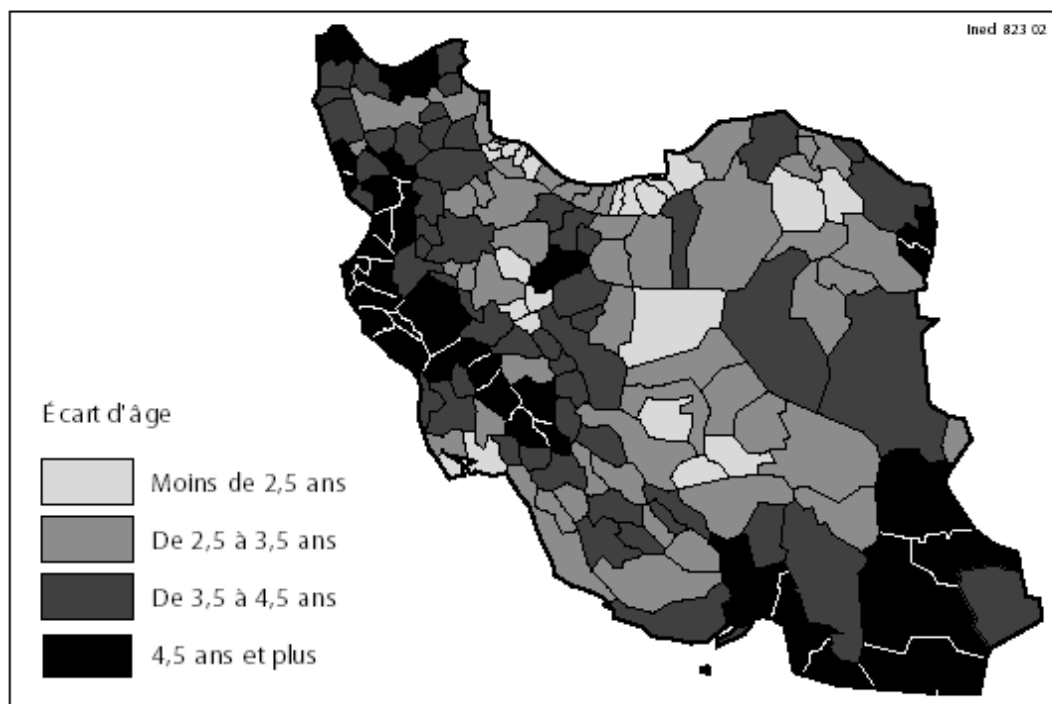 Ined 823 02
Écart d'âge
Moins de 2,5 ans
De 2,5 à 3,5 ans
De 3,5 à 4,5 ans
4,5 ans et plus